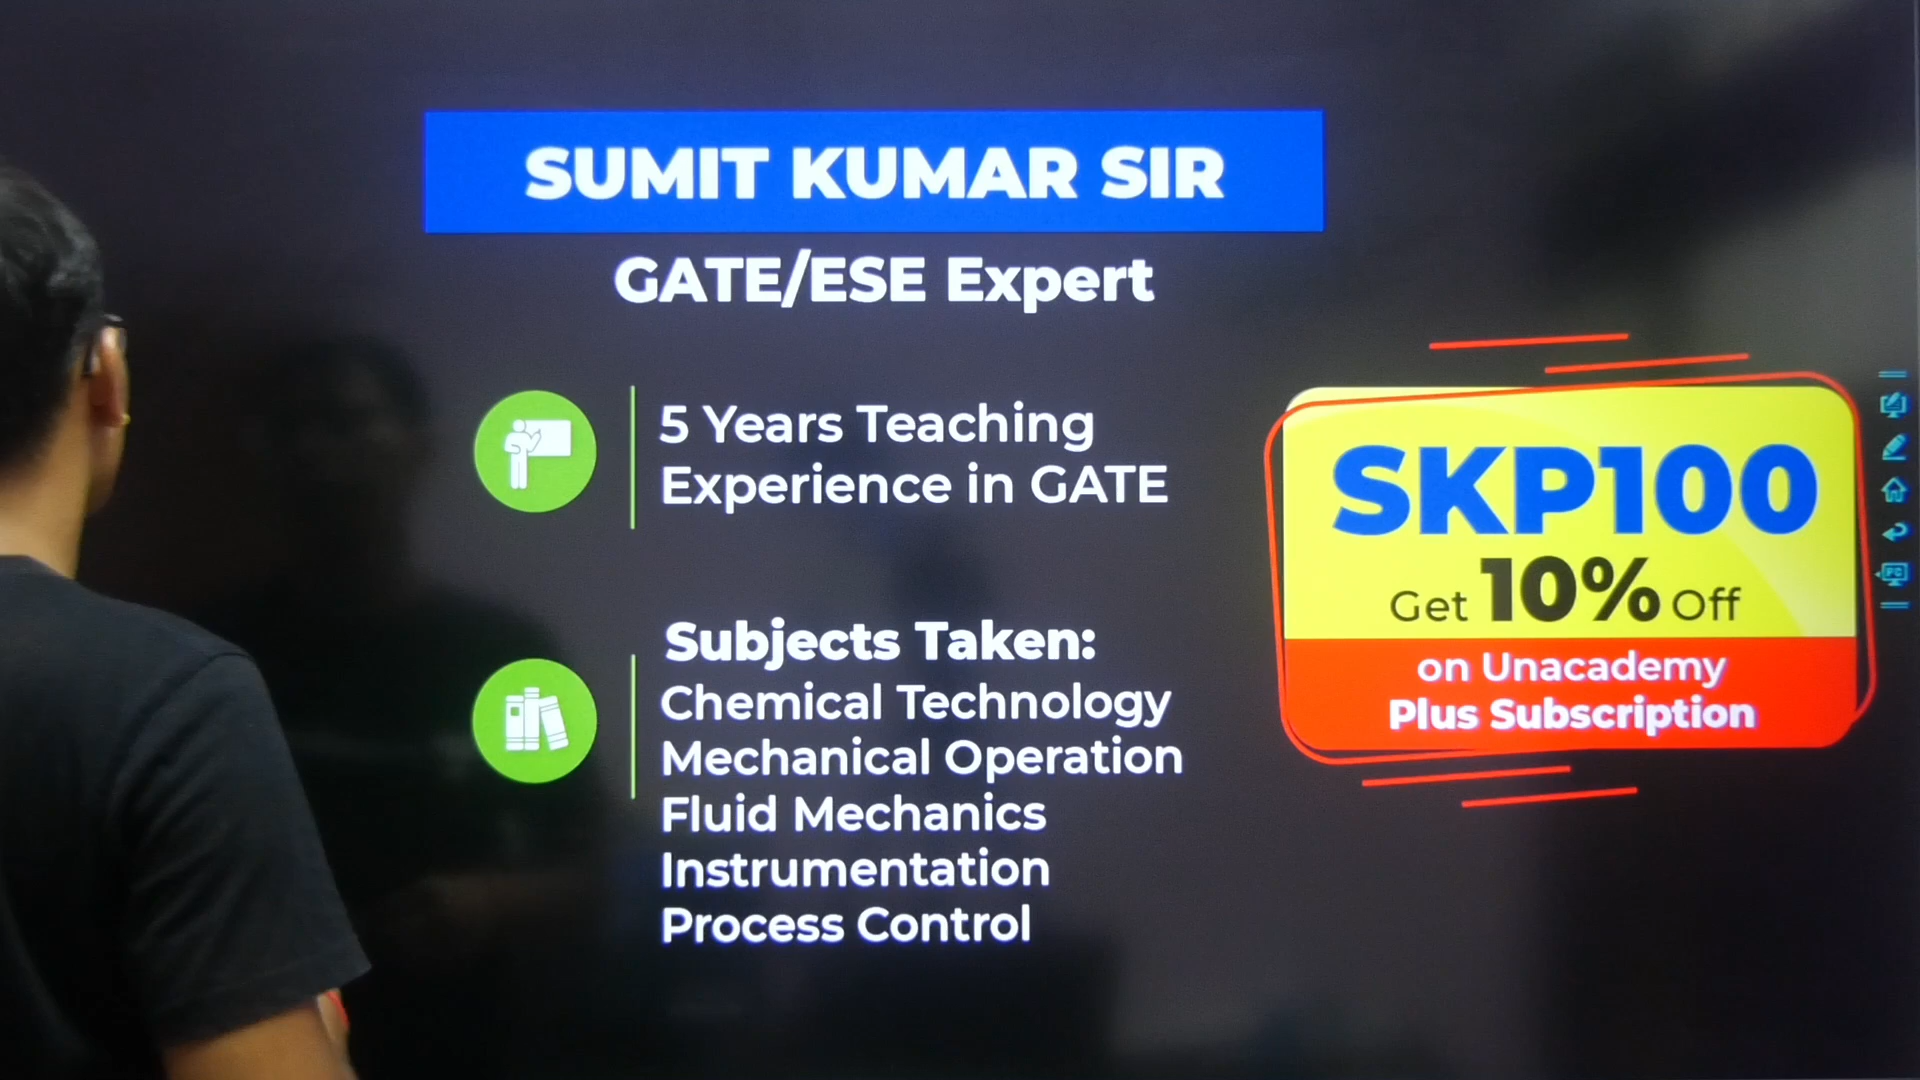 SUMIT KUMAR SIR
GATE/ESE Expert
5 Years Teaching
Experience in GATE
Subjects Taken:
Chemical Technology
Mechanical Operation
Fluid Mechanics
Instrumentation
Process Control
SKP100
Get 10% Off
on Unacademy
Plus Subscription
PC